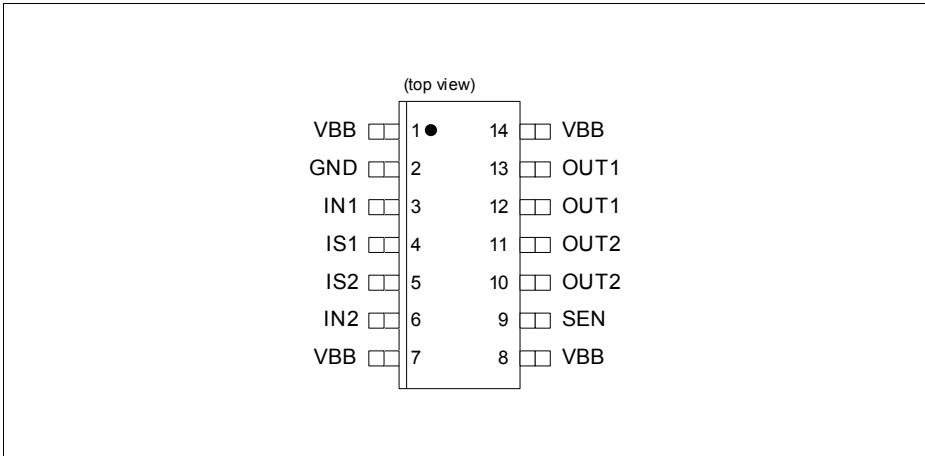 (top view)
VBB 1 14 VBB
GND 2 13 OUT1
IN1 3 12 OUT1
IS1 4 11 OUT2
IS2 5 10 OUT2
IN2 6 9 SEN
VBB 7 8 VBB